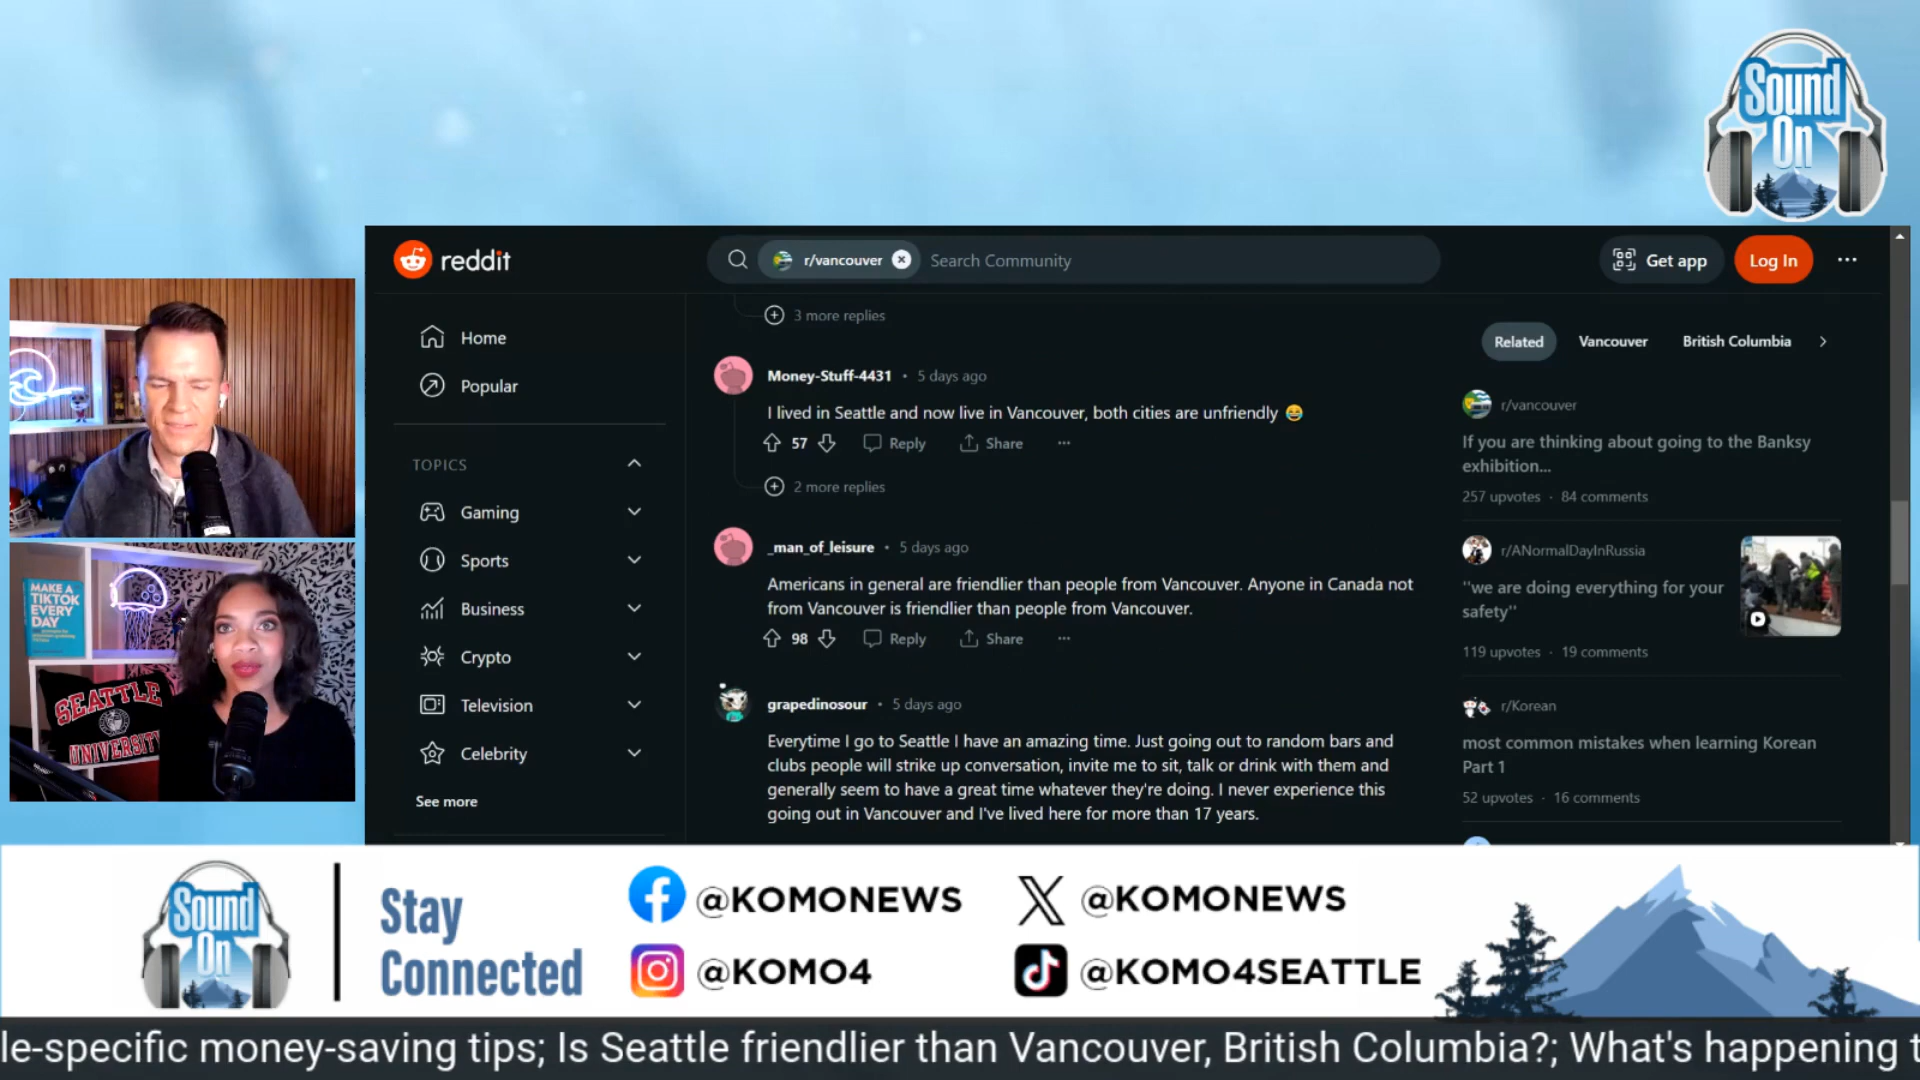 Sound
On
reddit
r/vancouver
Search Community
Get app
Log In
Home
Popular
TOPICS
Gaming
Sports
Business
Crypto
Television
Celebrity
See more
3 more replies
Money-Stuff-4431 • 5 days ago
I lived in Seattle and now live in Vancouver, both cities are unfriendly 😂
57
Reply
Share
2 more replies
_man_of_leisure • 5 days ago
Americans in general are friendlier than people from Vancouver. Anyone in Canada not
from Vancouver is friendlier than people from Vancouver.
98
Reply
Share
grapedinosour • 5 days ago
Everytime I go to Seattle I have an amazing time. Just going out to random bars and
clubs people will strike up conversation, invite me to sit, talk or drink with them and
generally seem to have a great time whatever they're doing. I never experience this
going out in Vancouver and I've lived here for more than 17 years.
Related
Vancouver
British Columbia
r/vancouver
If you are thinking about going to the Banksy
exhibition...
257 upvotes · 84 comments
r/ANormalDayInRussia
"we are doing everything for your
safety"
119 upvotes · 19 comments
r/Korean
most common mistakes when learning Korean
Part 1
52 upvotes · 16 comments
MAKE A
TIKTOK
EVERY
DAY
SEATTLE
UNIVERSITY
Sound
On
Stay
Connected
@KOMONEWS
@KOMONEWS
@KOMO4
@KOMO4SEATTLE
le-specific money-saving tips; Is Seattle friendlier than Vancouver, British Columbia?; What's happening t